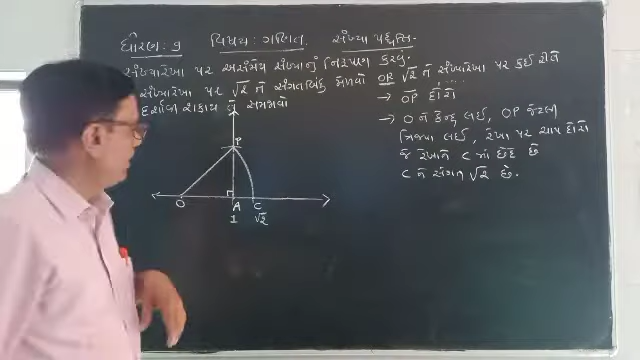 ધોરણ : 9 વિષય : ગણિત. સંખ્યા પદ્ધતિ.
સંખ્યારેખા પર અસંમેય સંખ્યાનું નિરૂપણ કરવું.
સંખ્યારેખા પર √2 ને સંગતબિંદુ મેળવો OR √2 ને સંખ્યારેખા પર કઈ રીતે
દર્શાવી શકાય તે સમજાવો
→ OP દોરો
→ O ને કેન્દ્ર લઈ, OP જેટલી
ત્રિજ્યા લઈ, રેખા પર ચાપ દોરો
જે રેખાને C માં છેદે છે
C ને સંગત √2 છે.
P
O A C
1 √2